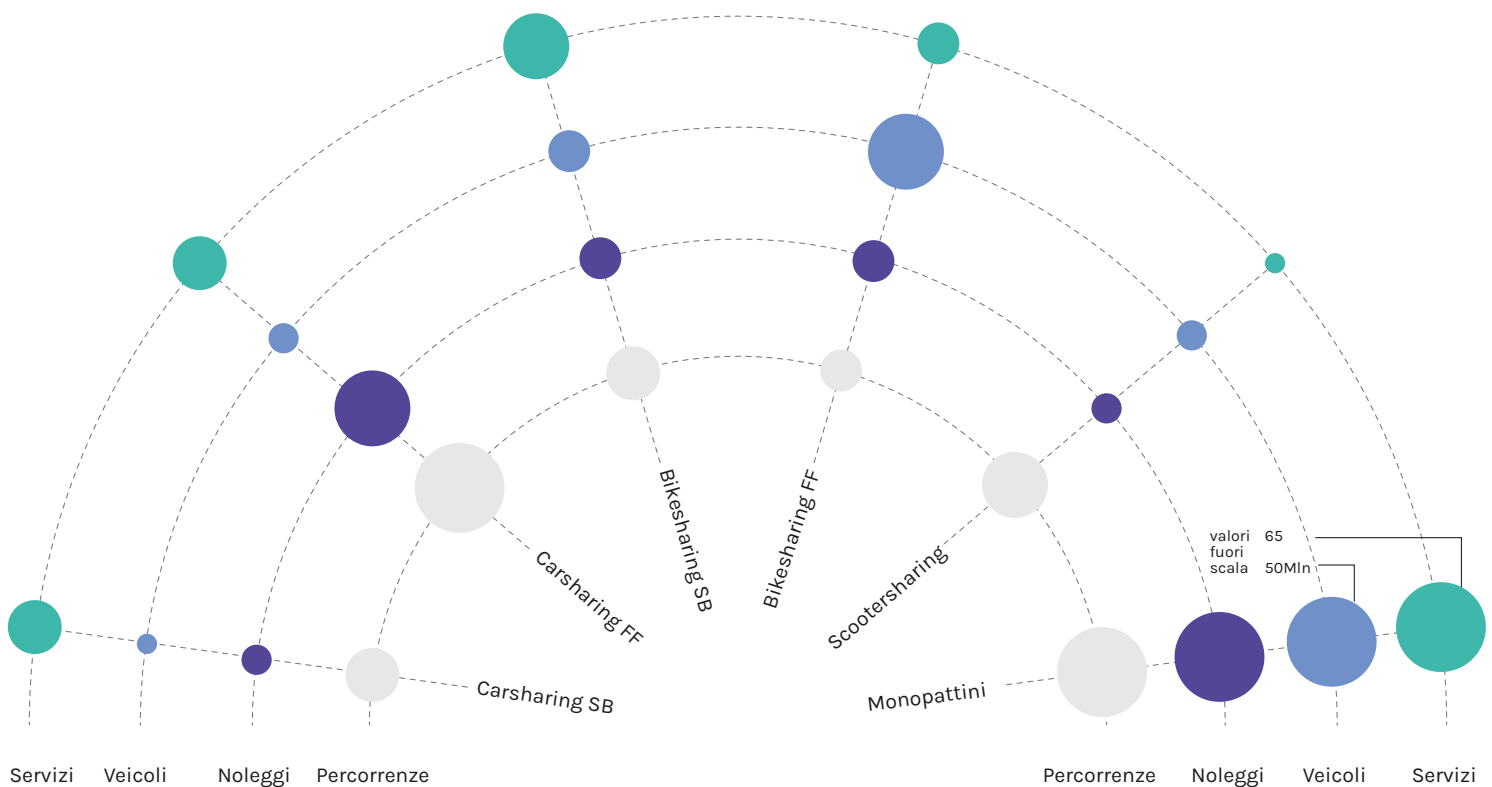 Bikesharing SB
Bikesharing FF
Carsharing FF
Scootersharing
Carsharing SB
Monopattini
valori 65
fuori
scala 50Mln
Servizi Veicoli Noleggi Percorrenze Percorrenze Noleggi Veicoli Servizi